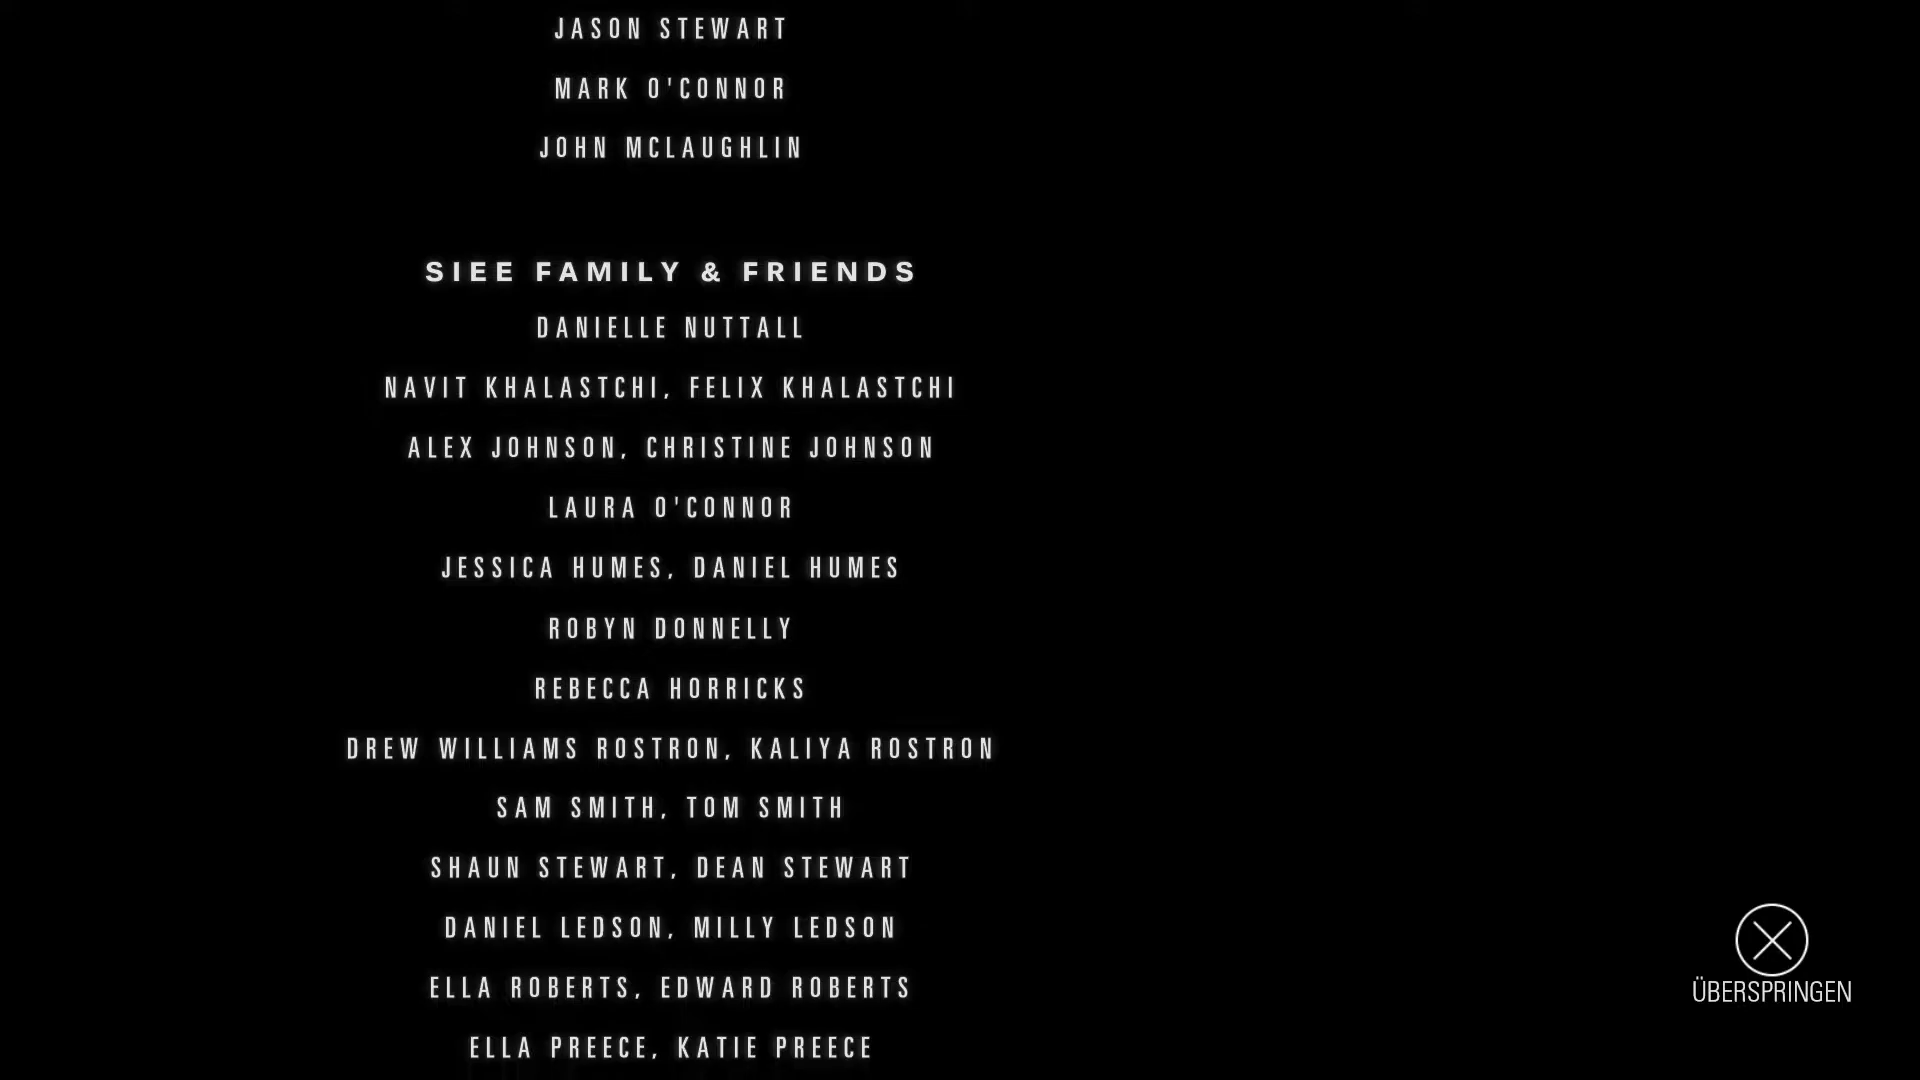 JASON STEWART
MARK O'CONNOR
JOHN MCLAUGHLIN
SIEE FAMILY & FRIENDS
DANIELLE NUTTALL
NAVIT KHALASTCHI, FELIX KHALASTCHI
ALEX JOHNSON, CHRISTINE JOHNSON
LAURA O'CONNOR
JESSICA HUMES, DANIEL HUMES
ROBYN DONNELLY
REBECCA HORRICKS
DREW WILLIAMS ROSTRON, KALIYA ROSTRON
SAM SMITH, TOM SMITH
SHAUN STEWART, DEAN STEWART
DANIEL LEDSON, MILLY LEDSON
ELLA ROBERTS, EDWARD ROBERTS
ELLA PREECE, KATIE PREECE
ÜBERSPRINGEN